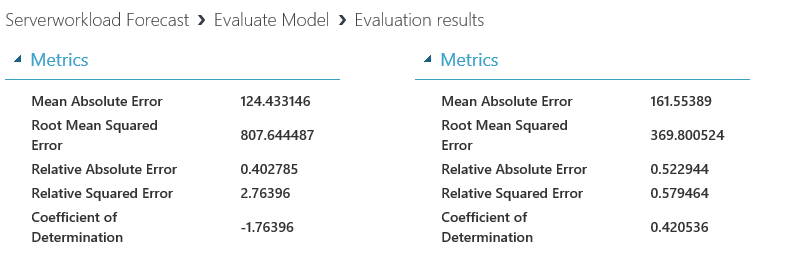 Serverworkload Forecast › Evaluate Model › Evaluation results
Metrics
Mean Absolute Error 124.433146
Root Mean Squared
Error 807.644487
Relative Absolute Error 0.402785
Relative Squared Error 2.76396
Coefficient of
Determination -1.76396
Metrics
Mean Absolute Error 161.55389
Root Mean Squared
Error 369.800524
Relative Absolute Error 0.522944
Relative Squared Error 0.579464
Coefficient of
Determination 0.420536